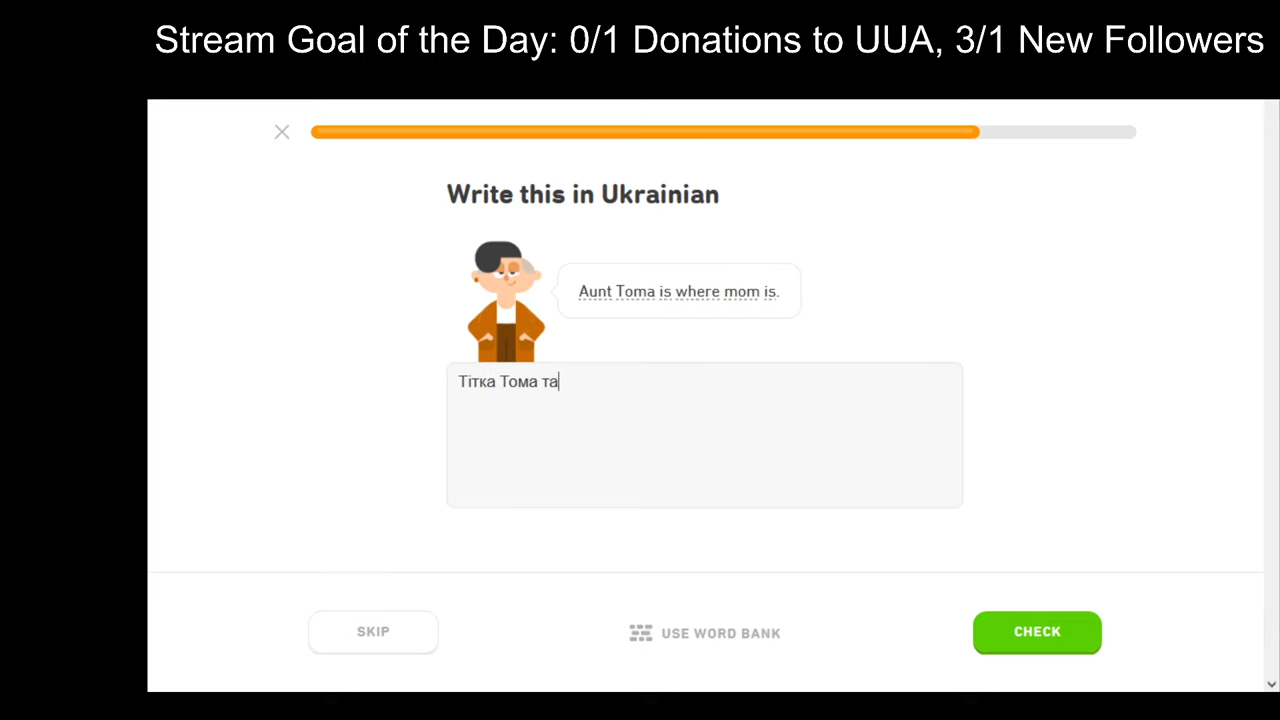 Stream Goal of the Day: 0/1 Donations to UUA, 3/1 New Followers
Write this in Ukrainian
Aunt Toma is where mom is.
Тітка Тома та
SKIP
USE WORD BANK
CHECK